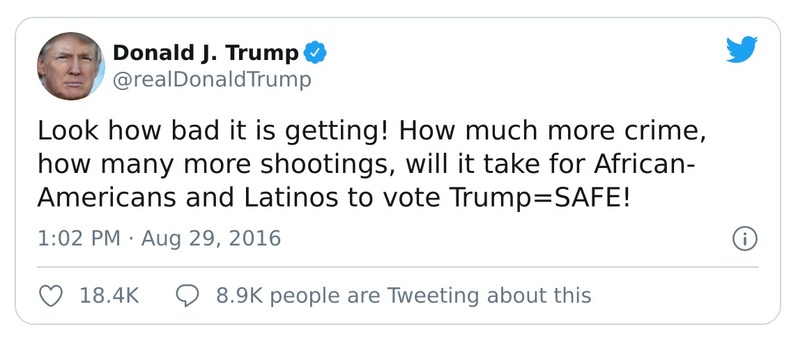 Donald J. Trump
@realDonaldTrump
Look how bad it is getting! How much more crime,
how many more shootings, will it take for African-
Americans and Latinos to vote Trump=SAFE!
1:02 PM · Aug 29, 2016
18.4K 8.9K people are Tweeting about this